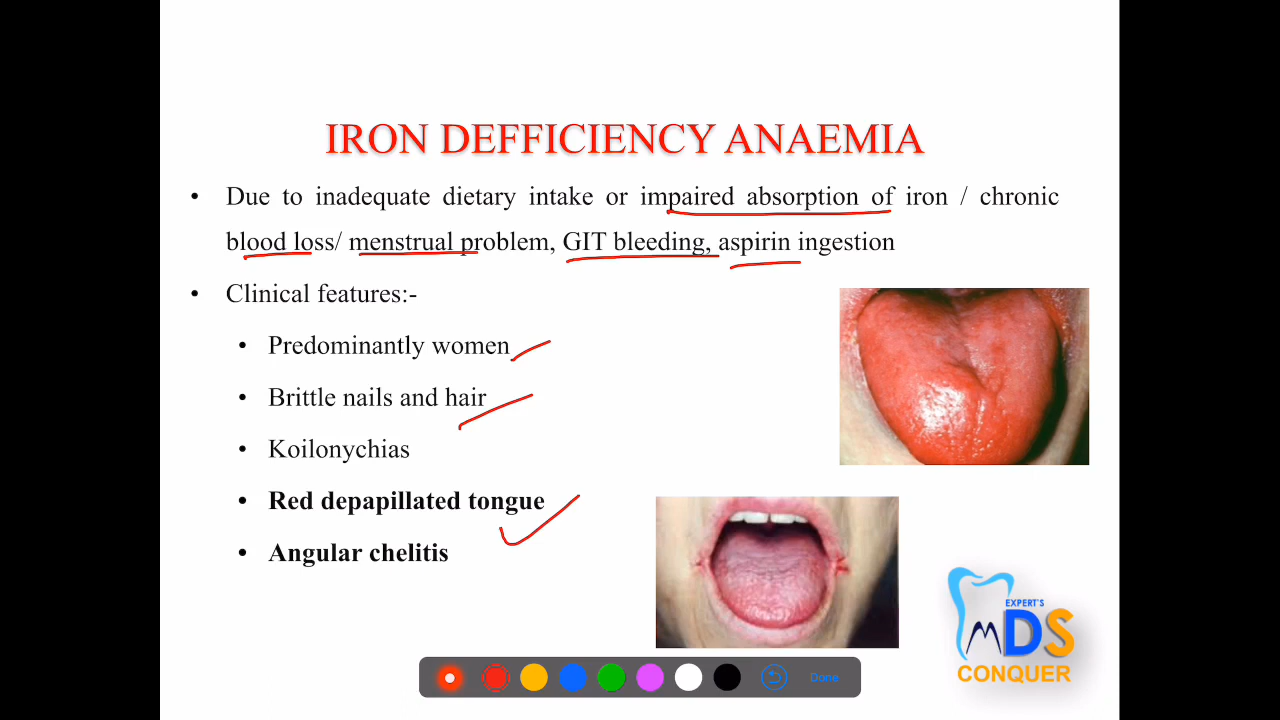 IRON DEFFICIENCY ANAEMIA
• Due to inadequate dietary intake or impaired absorption of iron / chronic
blood loss/ menstrual problem, GIT bleeding, aspirin ingestion
• Clinical features:-
• Predominantly women
• Brittle nails and hair
• Koilonychias
• Red depapillated tongue
• Angular chelitis
EXPERT'S
MDS
CONQUER
Done